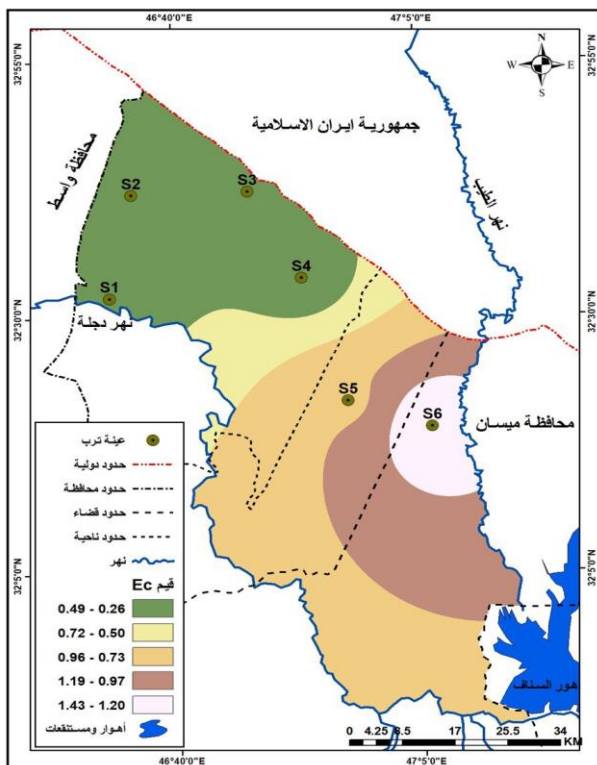 46°40'0"E 47°5'0"E
32°55'0"N 32°55'0"N
N
W E
S
جمهورية ايران الاسلامية
محافظة واسط
نهر الطيب
S2 S3
S4
S1
32°30'0"N 32°30'0"N
نهر دجلة
S5
S6
محافظة ميسان
عينة ترب
حدود دولية
حدود محافظة
حدود قضاء
حدود ناحية
نهر
قيم Ec
0.49 - 0.26
0.72 - 0.50
0.96 - 0.73
1.19 - 0.97
1.43 - 1.20
أهوار ومستنقعات
32°5'0"N 32°5'0"N
هور السناف
0 4.25 8.5 17 25.5 34
KM
46°40'0"E 47°5'0"E